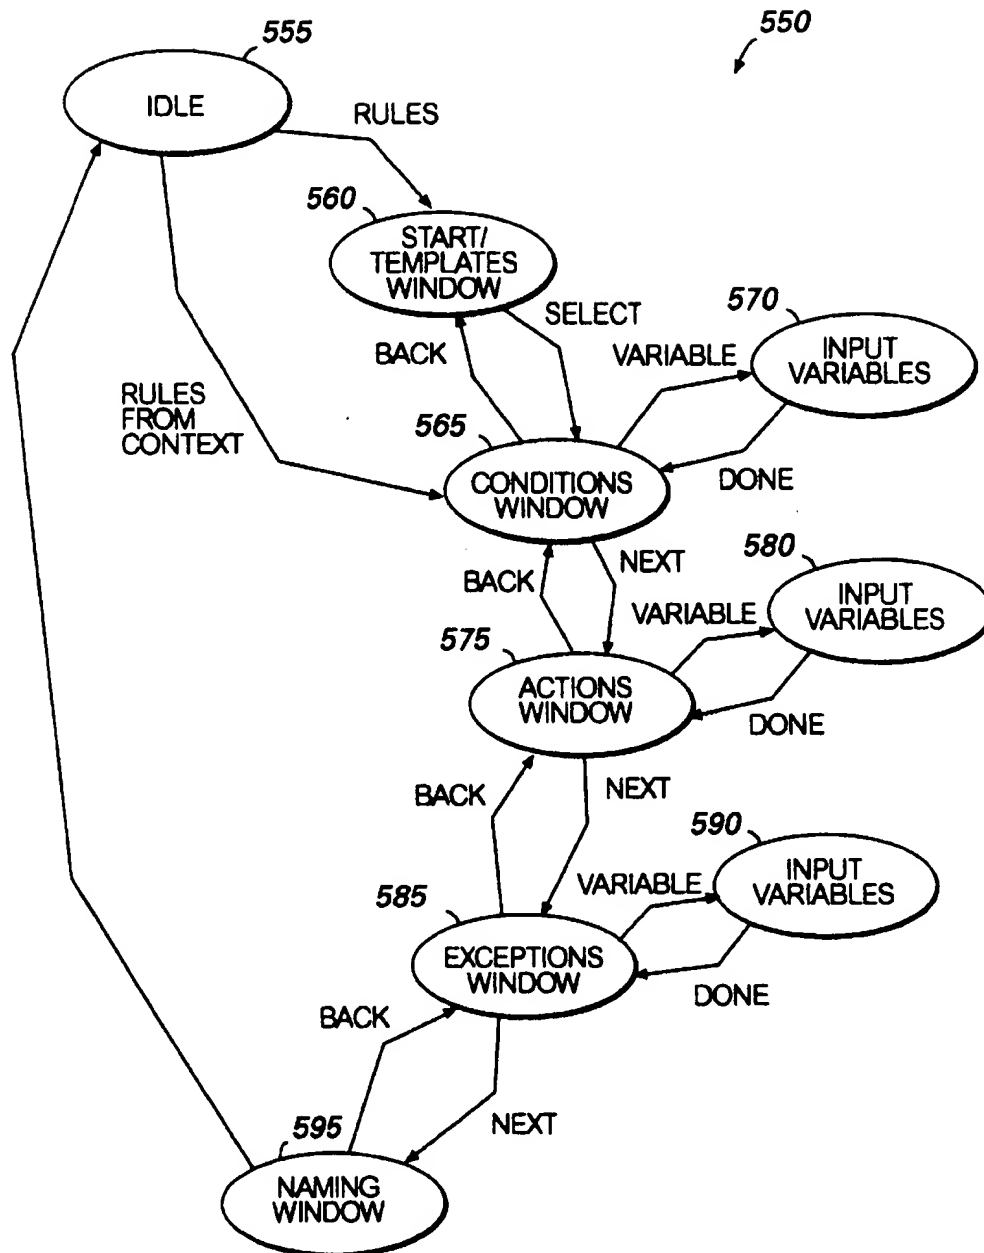 550
555
IDLE
RULES
560
START/
TEMPLATES
WINDOW
SELECT
BACK
570
VARIABLE
INPUT
VARIABLES
RULES
FROM
CONTEXT
565
CONDITIONS
WINDOW
DONE
NEXT
BACK
580
VARIABLE
INPUT
VARIABLES
575
ACTIONS
WINDOW
DONE
NEXT
BACK
590
VARIABLE
INPUT
VARIABLES
585
EXCEPTIONS
WINDOW
DONE
BACK
NEXT
595
NAMING
WINDOW